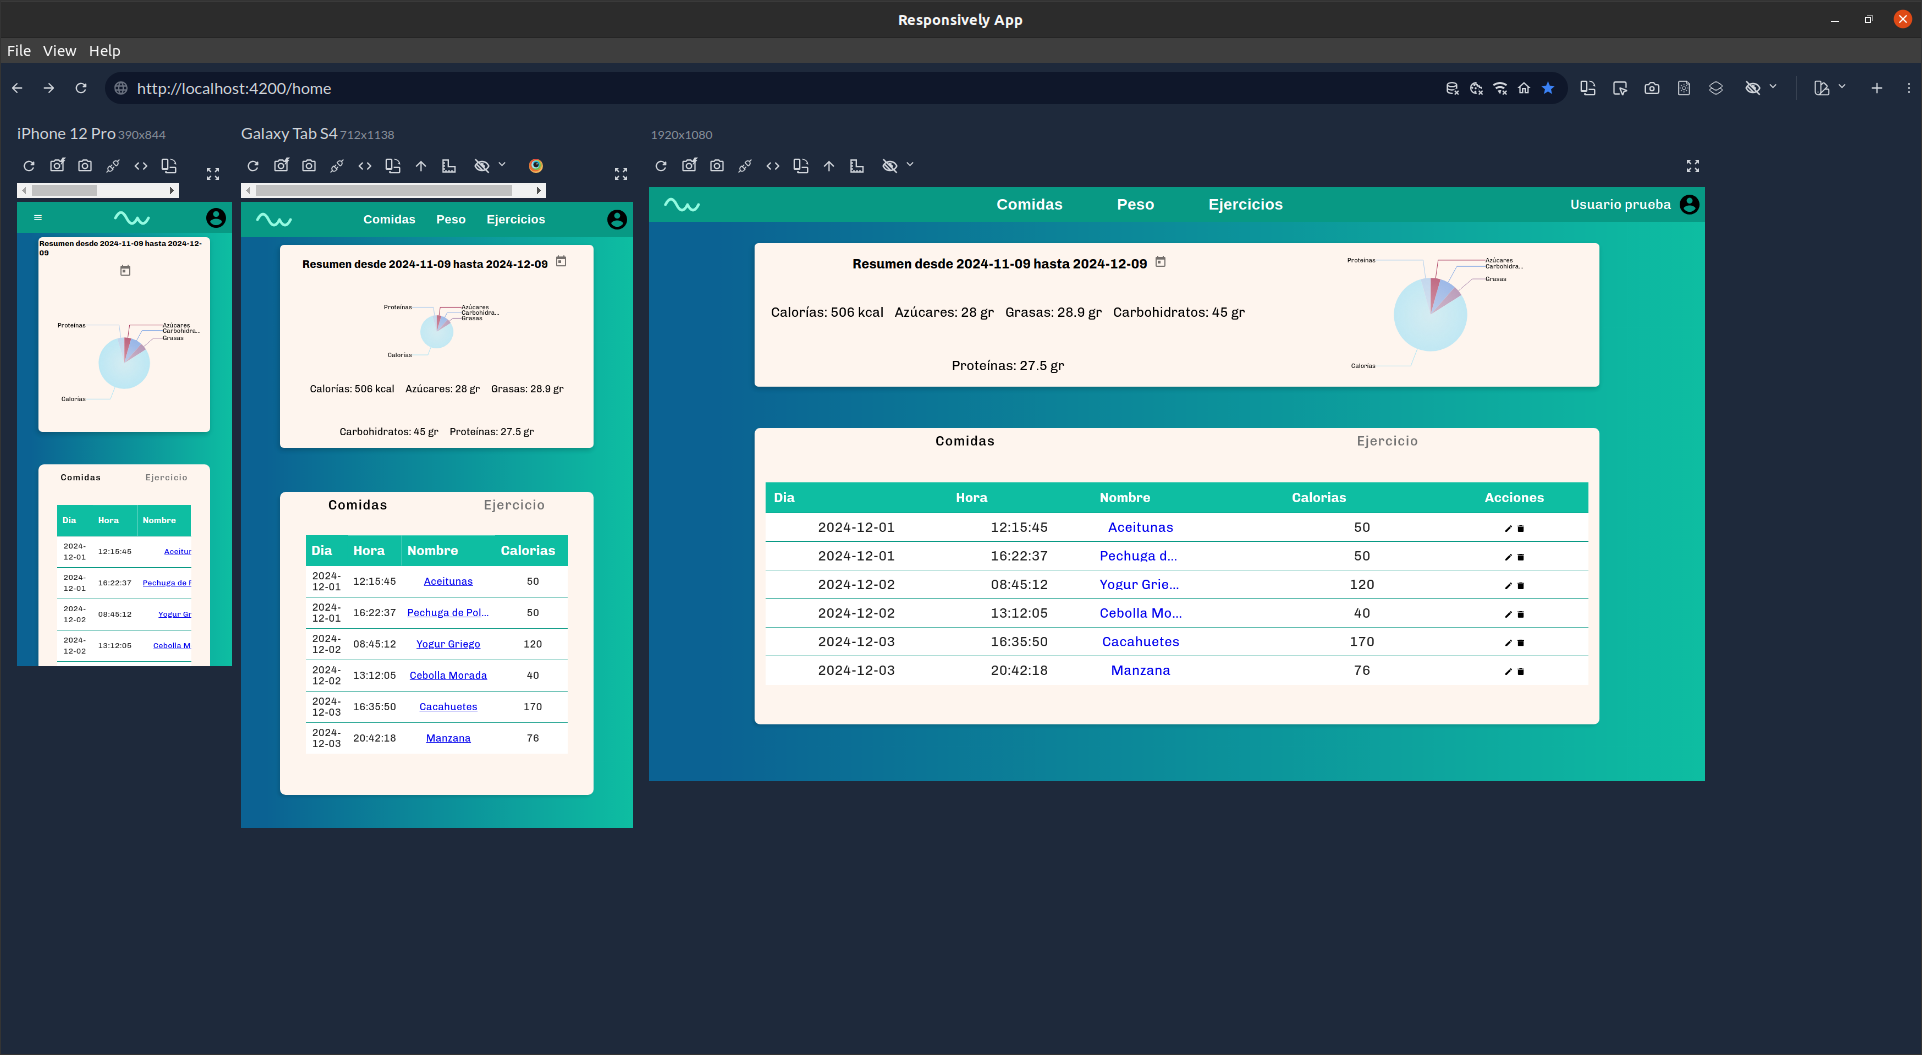 Responsively App
File View Help
http://localhost:4200/home
iPhone 12 Pro 390x844
Resumen desde 2024-11-09 hasta 2024-12-
09
Proteínas
Azúcares
Carbohidra...
Grasas
Calorías
Comidas Ejercicio
Dia Hora Nombre
2024-
12-01 12:15:45 Aceitur
2024-
12-01 16:22:37 Pechuga de
2024-
12-02 08:45:12 Yogur Gr
2024-
12-02 13:12:05 Cebolla M
Galaxy Tab S4 712x1138
Comidas Peso Ejercicios
Resumen desde 2024-11-09 hasta 2024-12-09
Proteínas
Azúcares
Carbohidra...
Grasas
Calorías
Calorías: 506 kcal Azúcares: 28 gr Grasas: 28.9 gr
Carbohidratos: 45 gr Proteínas: 27.5 gr
Comidas Ejercicio
Dia Hora Nombre Calorias
2024-
12-01 12:15:45 Aceitunas 50
2024-
12-01 16:22:37 Pechuga de Pol... 50
2024-
12-02 08:45:12 Yogur Griego 120
2024-
12-02 13:12:05 Cebolla Morada 40
2024-
12-03 16:35:50 Cacahuetes 170
2024-
12-03 20:42:18 Manzana 76
1920x1080
Comidas Peso Ejercicios Usuario prueba
Resumen desde 2024-11-09 hasta 2024-12-09
Calorías: 506 kcal Azúcares: 28 gr Grasas: 28.9 gr Carbohidratos: 45 gr
Proteínas: 27.5 gr
Proteínas
Azúcares
Carbohidra...
Grasas
Calorías
Comidas Ejercicio
Dia Hora Nombre Calorias Acciones
2024-12-01 12:15:45 Aceitunas 50
2024-12-01 16:22:37 Pechuga d... 50
2024-12-02 08:45:12 Yogur Grie... 120
2024-12-02 13:12:05 Cebolla Mo... 40
2024-12-03 16:35:50 Cacahuetes 170
2024-12-03 20:42:18 Manzana 76